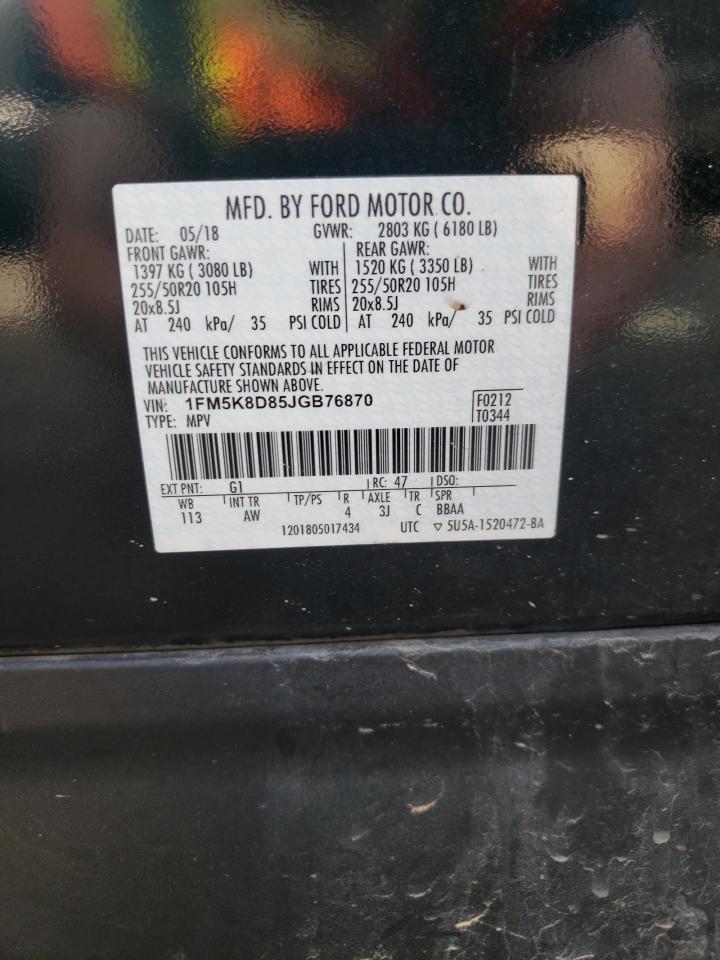 MFD. BY FORD MOTOR CO.
DATE: 05/18 GVWR: 2803 KG ( 6180 LB)
FRONT GAWR: REAR GAWR:
1397 KG ( 3080 LB) WITH 1520 KG ( 3350 LB) WITH
255/50R20 105H TIRES 255/50R20 105H TIRES
20x8.5J RIMS 20x8.5J RIMS
AT 240 kPa/ 35 PSI COLD AT 240 kPa/ 35 PSI COLD
THIS VEHICLE CONFORMS TO ALL APPLICABLE FEDERAL MOTOR
VEHICLE SAFETY STANDARDS IN EFFECT ON THE DATE OF
MANUFACTURE SHOWN ABOVE.
VIN: 1FM5K8D85JGB76870 F0212
TYPE: MPV T0344
EXT PNT: G1 RC: 47 DSO:
WB INT TR TP/PS R AXLE TR SPR
113 AW 4 3J C BBAA
1201805017434 UTC ▽ 5U5A-1520472-BA